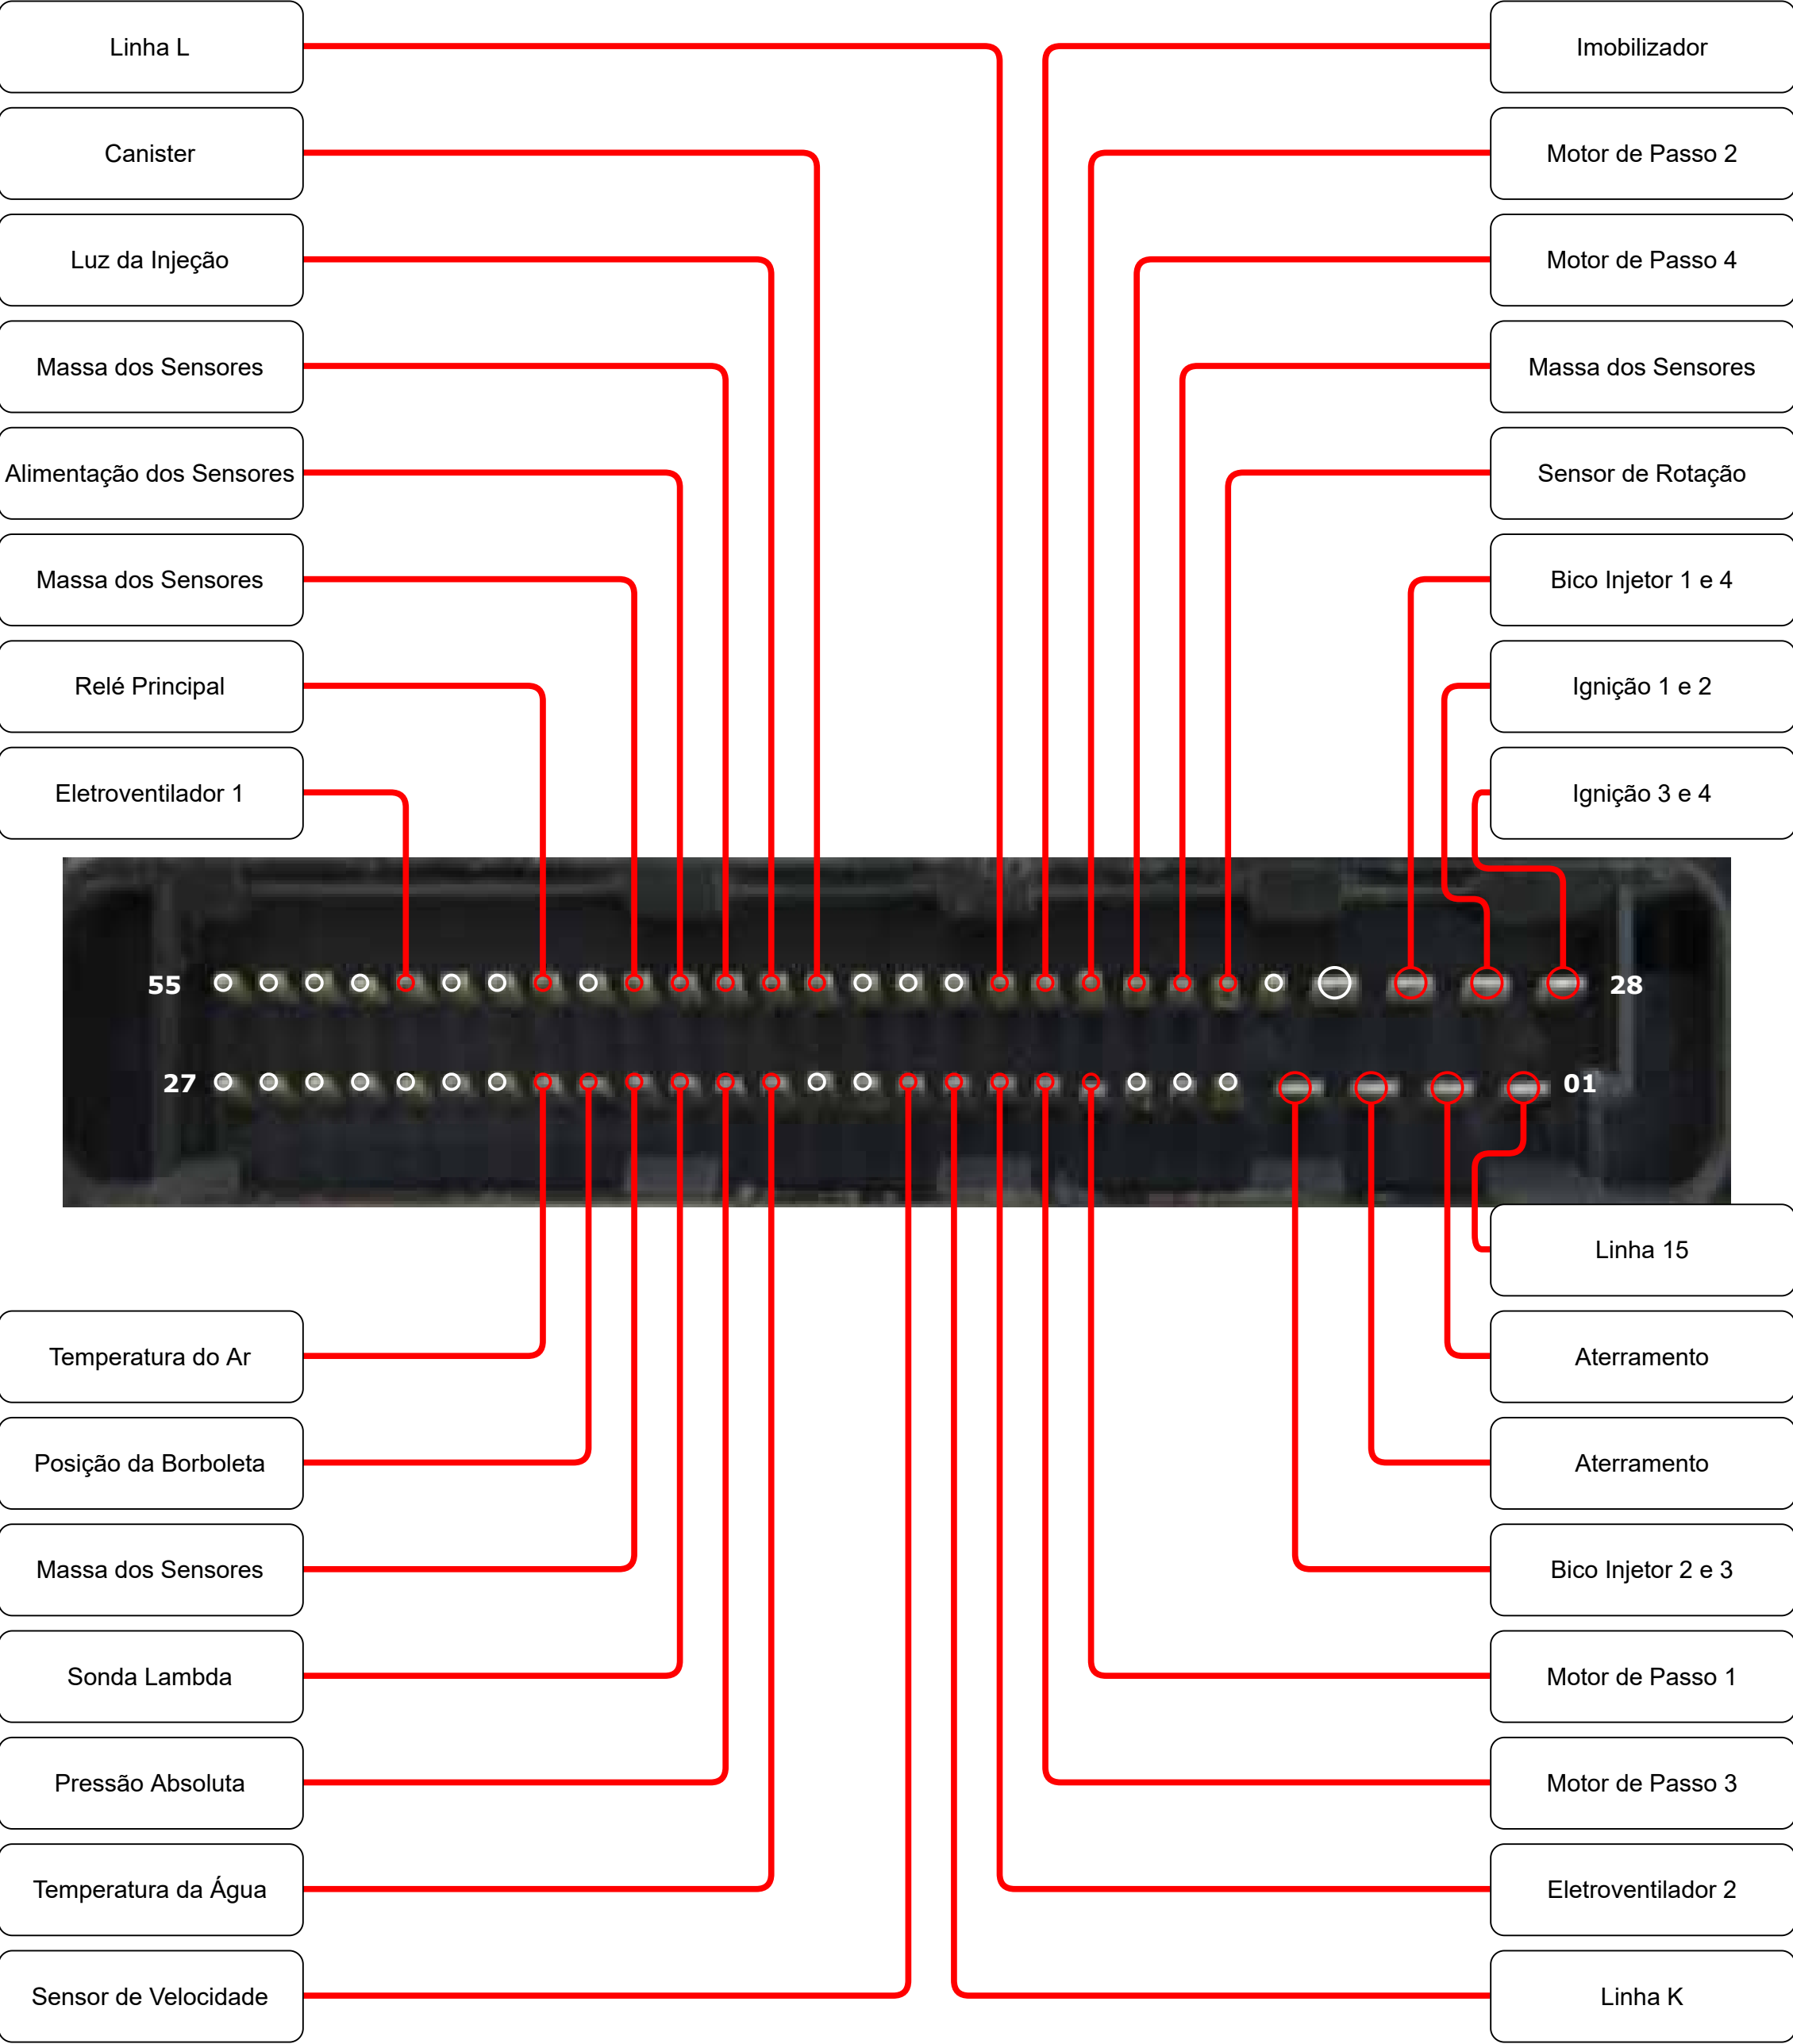 Linha L
Imobilizador
Canister
Motor de Passo 2
Luz da Injeção
Motor de Passo 4
Massa dos Sensores
Massa dos Sensores
Alimentação dos Sensores
Sensor de Rotação
Massa dos Sensores
Bico Injetor 1 e 4
Relé Principal
Ignição 1 e 2
Eletroventilador 1
Ignição 3 e 4
55
28
27
01
Linha 15
Temperatura do Ar
Aterramento
Posição da Borboleta
Aterramento
Massa dos Sensores
Bico Injetor 2 e 3
Sonda Lambda
Motor de Passo 1
Pressão Absoluta
Motor de Passo 3
Temperatura da Água
Eletroventilador 2
Sensor de Velocidade
Linha K